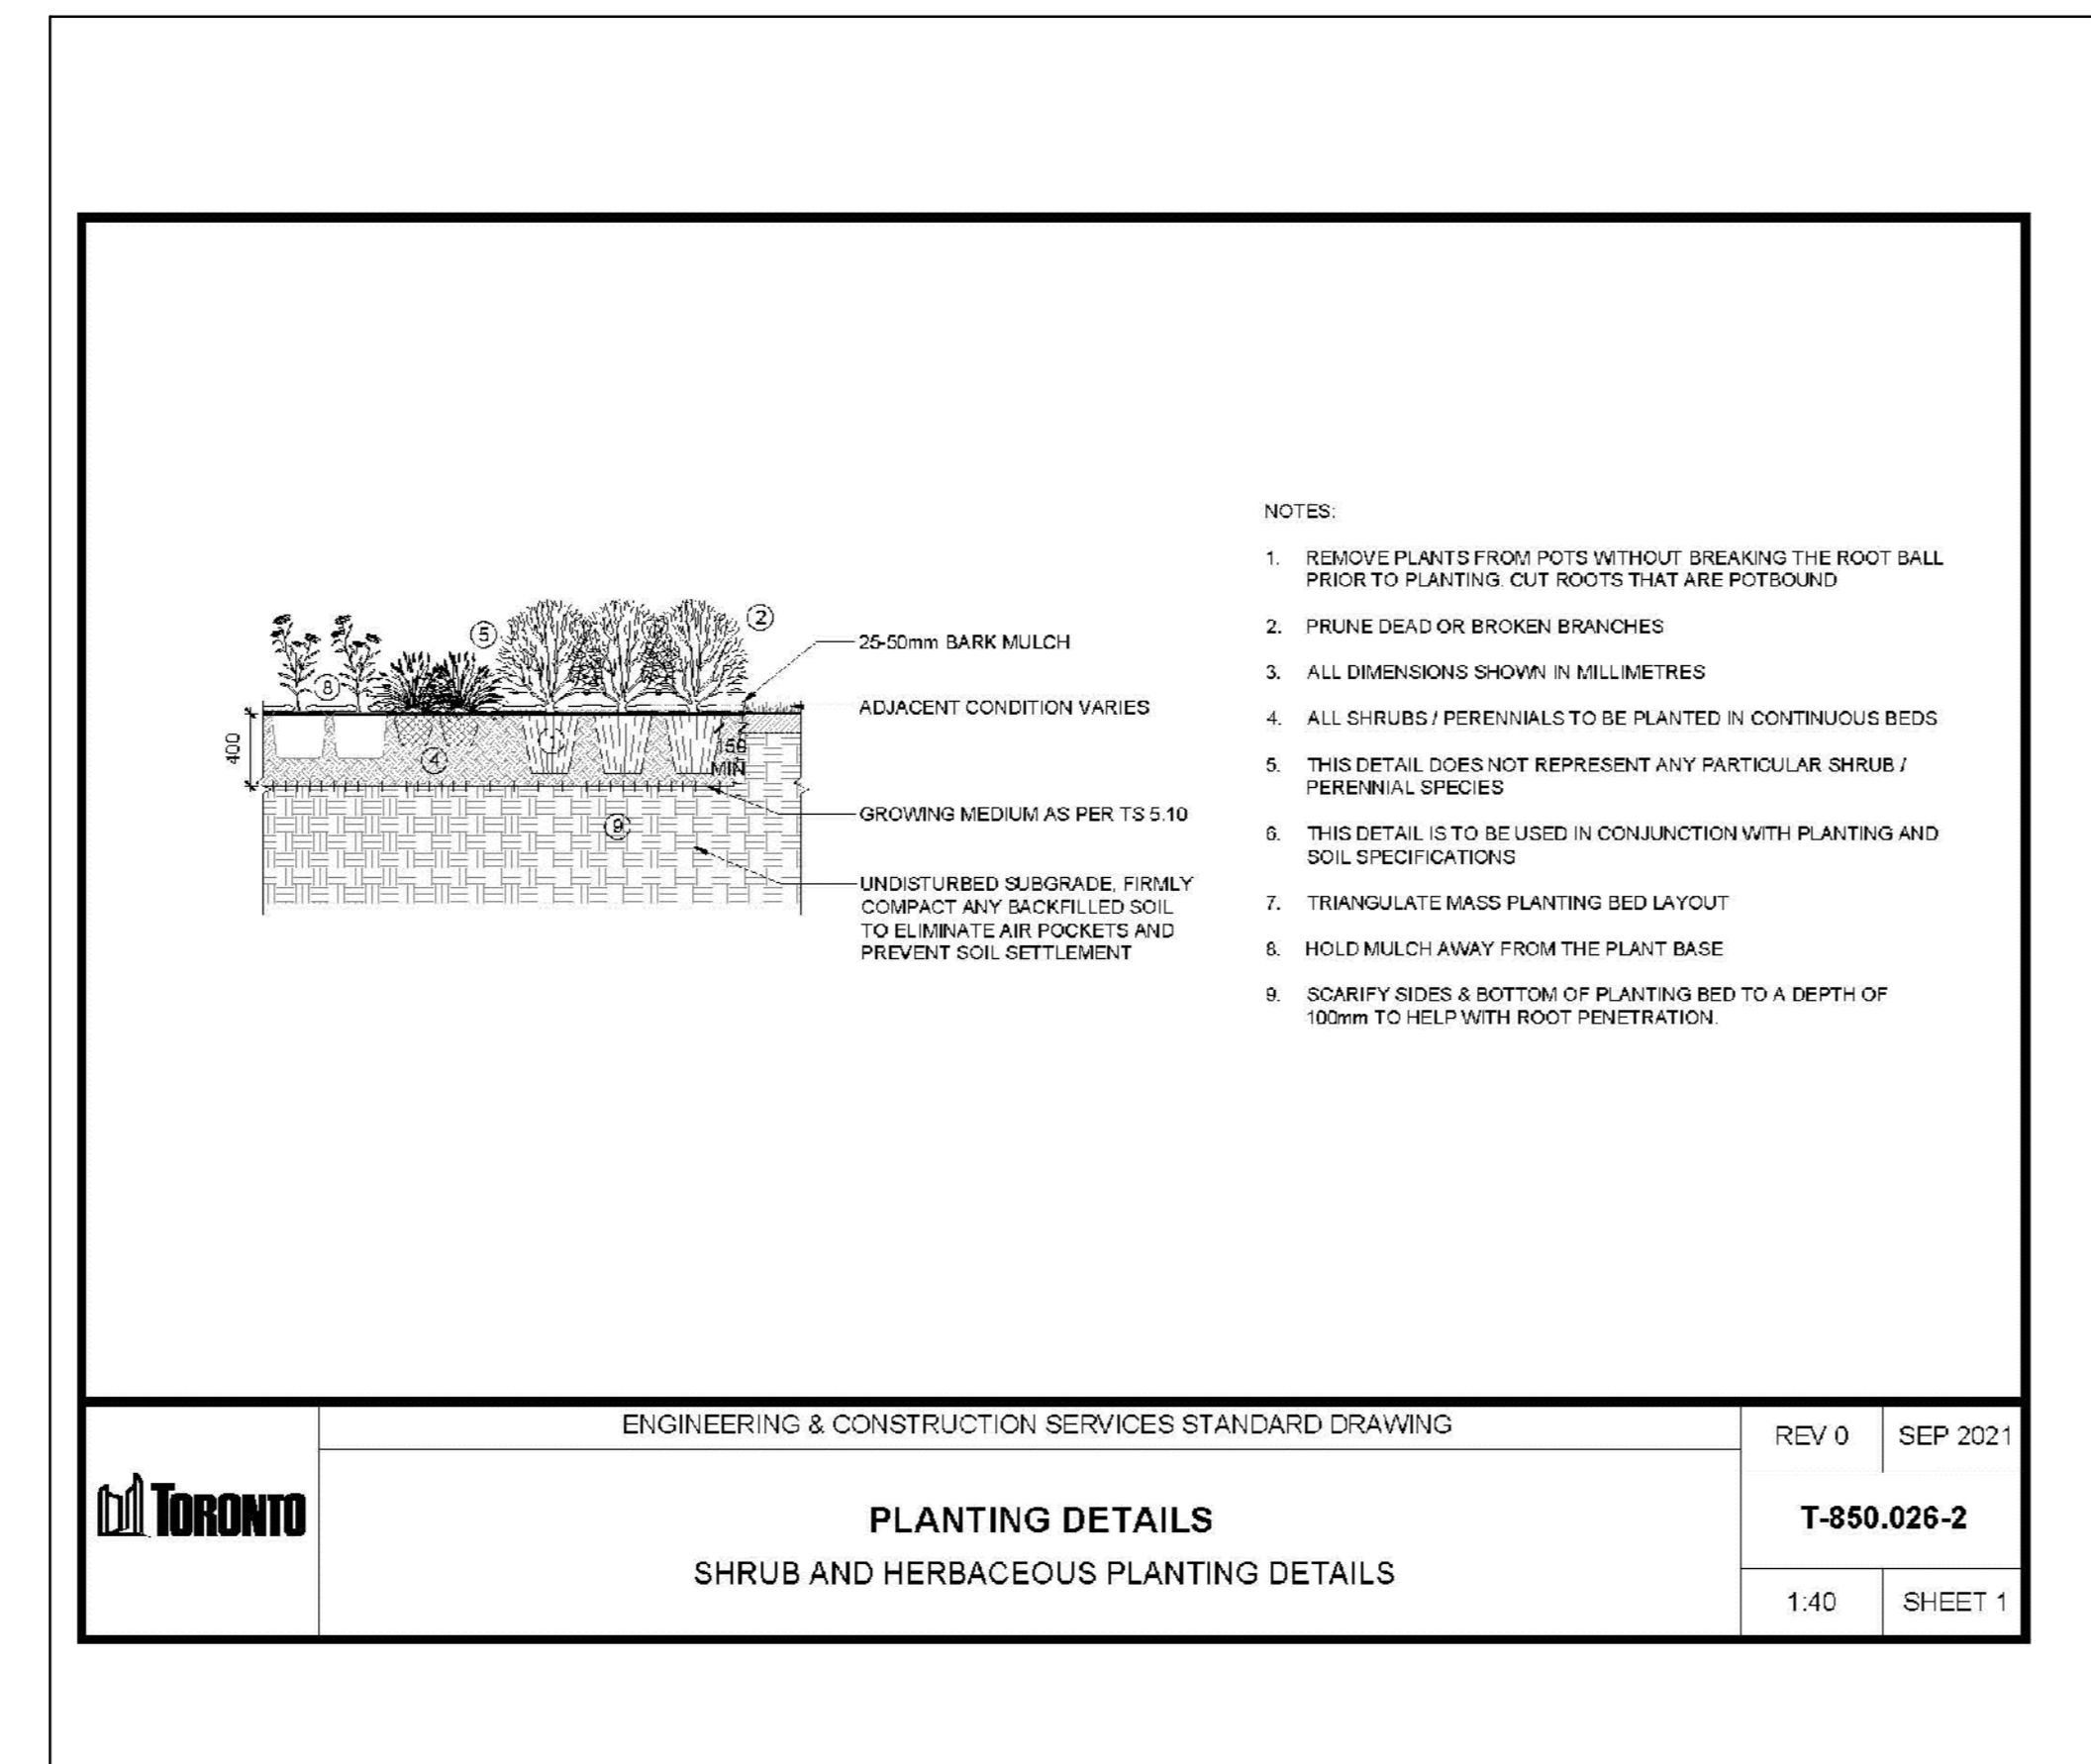 5
2
8
25-50mm BARK MULCH
ADJACENT CONDITION VARIES
400
4
1
150
MIN
GROWING MEDIUM AS PER TS 5.10
9
UNDISTURBED SUBGRADE, FIRMLY
COMPACT ANY BACKFILLED SOIL
TO ELIMINATE AIR POCKETS AND
PREVENT SOIL SETTLEMENT
NOTES:
1. REMOVE PLANTS FROM POTS WITHOUT BREAKING THE ROOT BALL
PRIOR TO PLANTING. CUT ROOTS THAT ARE POTBOUND
2. PRUNE DEAD OR BROKEN BRANCHES
3. ALL DIMENSIONS SHOWN IN MILLIMETRES
4. ALL SHRUBS / PERENNIALS TO BE PLANTED IN CONTINUOUS BEDS
5. THIS DETAIL DOES NOT REPRESENT ANY PARTICULAR SHRUB /
PERENNIAL SPECIES
6. THIS DETAIL IS TO BE USED IN CONJUNCTION WITH PLANTING AND
SOIL SPECIFICATIONS
7. TRIANGULATE MASS PLANTING BED LAYOUT
8. HOLD MULCH AWAY FROM THE PLANT BASE
9. SCARIFY SIDES & BOTTOM OF PLANTING BED TO A DEPTH OF
100mm TO HELP WITH ROOT PENETRATION.
TORONTO
ENGINEERING & CONSTRUCTION SERVICES STANDARD DRAWING
PLANTING DETAILS
SHRUB AND HERBACEOUS PLANTING DETAILS
REV 0
SEP 2021
T-850.026-2
1:40
SHEET 1